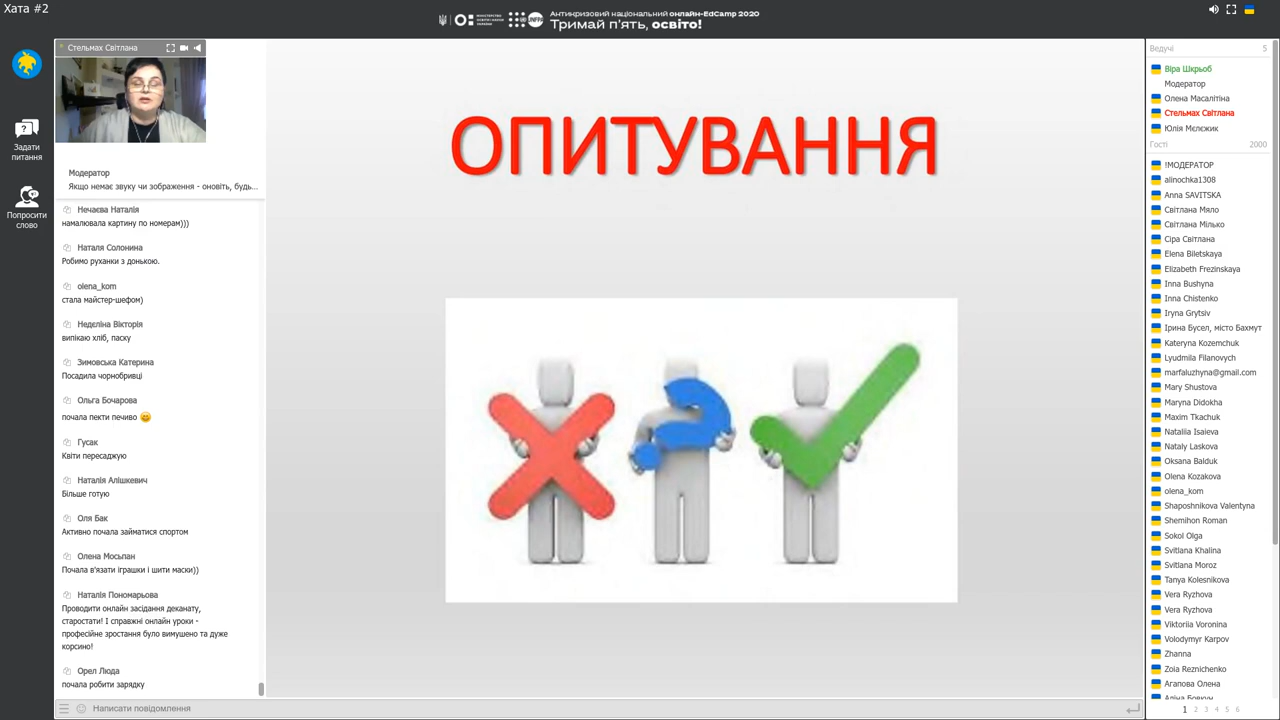 Хата #2
МІНІСТЕРСТВО
ОСВІТИ І НАУКИ
УКРАЇНИ
Антикризовий національний онлайн-EdCamp 2020
Тримай п'ять, освіто!
Задати
питання
Попросити
слово
Стельмах Світлана
Модератор
Якщо немає звуку чи зображення - оновіть, будь...
Нечаєва Наталія
намалювала картину по номерам)))
Наталя Солонина
Робимо руханки з донькою.
olena_kom
стала майстер-шефом)
Неделіна Вікторія
випікаю хліб, паску
Зимовська Катерина
Посадила чорнобривці
Ольга Бочарова
почала пекти печиво
Гусак
Квіти пересаджую
Наталія Алішкевич
Більше готую
Оля Бак
Активно почала займатися спортом
Олена Мосьпан
Почала в'язати іграшки і шити маски))
Наталія Пономарьова
Проводити онлайн засідання деканату,
старостати! І справжні онлайн уроки -
професійне зростання було вимушено та дуже
корсино!
Орел Люда
почала робити зарядку
Написати повідомлення
ОПИТУВАННЯ
Ведучі 5
Віра Шкрьоб
Модератор
Олена Масалітіна
Стельмах Світлана
Юлія Мєлєжик
Гості 2000
!МОДЕРАТОР
alinochka1308
Anna SAVITSKA
Cвітлана Мяло
Cвітлана Мілько
Cіра Світлана
Elena Biletskaya
Elizabeth Frezinskaya
Inna Bushyna
Inna Chistenko
Iryna Grytsiv
Ірина Бусел, місто Бахмут
Kateryna Kozemchuk
Lyudmila Filanovych
marfaluzhyna@gmail.com
Mary Shustova
Maryna Didokha
Maxim Tkachuk
Nataliia Isaieva
Nataly Laskova
Oksana Balduk
Olena Kozakova
olena_kom
Shaposhnikova Valentyna
Shemihon Roman
Sokol Olga
Svitlana Khalina
Svitlana Moroz
Tanya Kolesnikova
Vera Ryzhova
Vera Ryzhova
Viktoriia Voronina
Volodymyr Karpov
Zhanna
Zoia Reznichenko
Агапова Олена
1 2 3 4 5 6